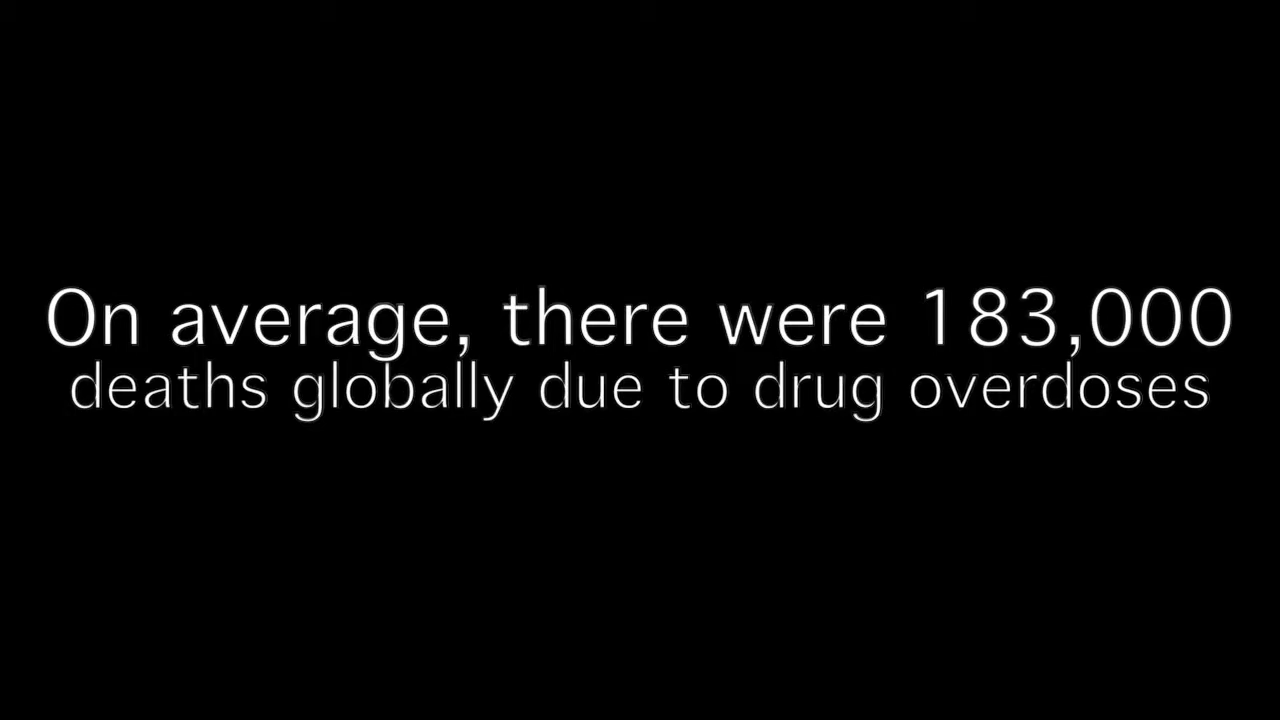 On average, there were 183,000
deaths globally due to drug overdoses